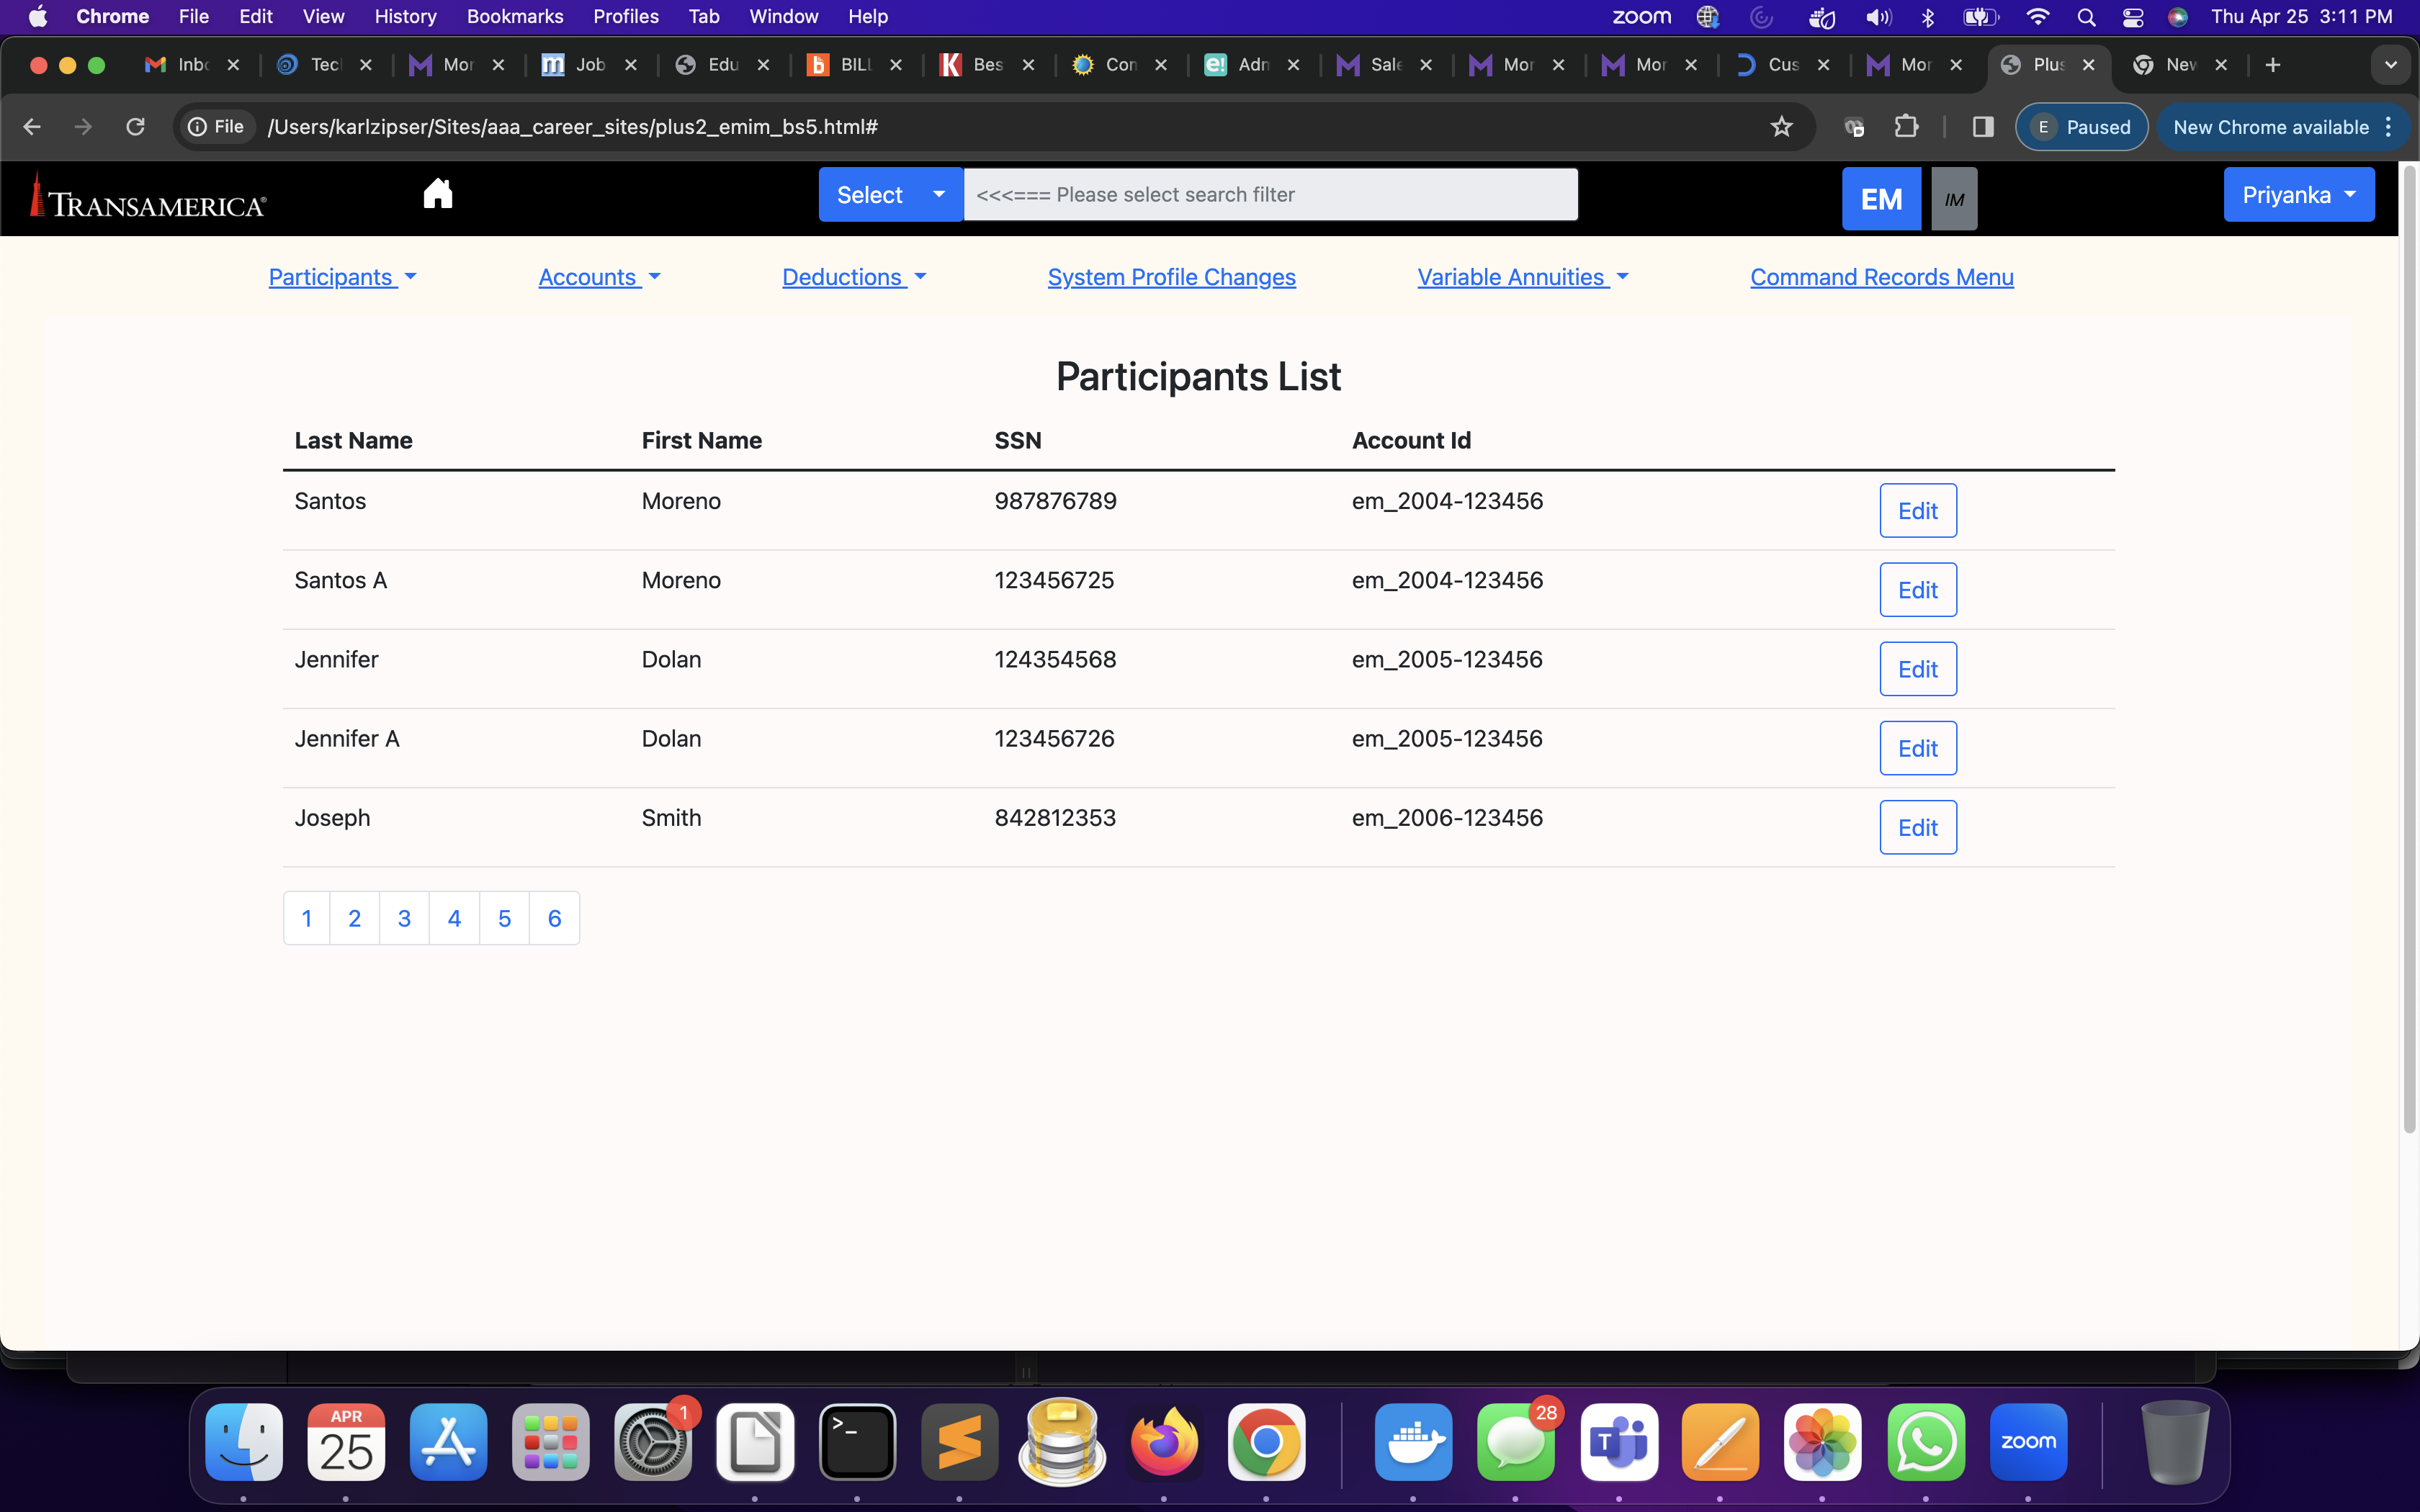 Chrome File Edit View History Bookmarks Profiles Tab Window Help zoom Thu Apr 25 3:11 PM
Inbo Tec Mor Job Edu BILL Bes Con Adm Sale Mor Mor Cus Mor Plus New
File /Users/karlzipser/Sites/aaa_career_sites/plus2_emim_bs5.html# E Paused New Chrome available
TRANSAMERICA® Select <<<=== Please select search filter EM IM Priyanka
Participants Accounts Deductions System Profile Changes Variable Annuities Command Records Menu
Participants List
Last Name First Name SSN Account Id
Santos Moreno 987876789 em_2004-123456 Edit
Santos A Moreno 123456725 em_2004-123456 Edit
Jennifer Dolan 124354568 em_2005-123456 Edit
Jennifer A Dolan 123456726 em_2005-123456 Edit
Joseph Smith 842812353 em_2006-123456 Edit
1 2 3 4 5 6
APR 1 28
25 zoom